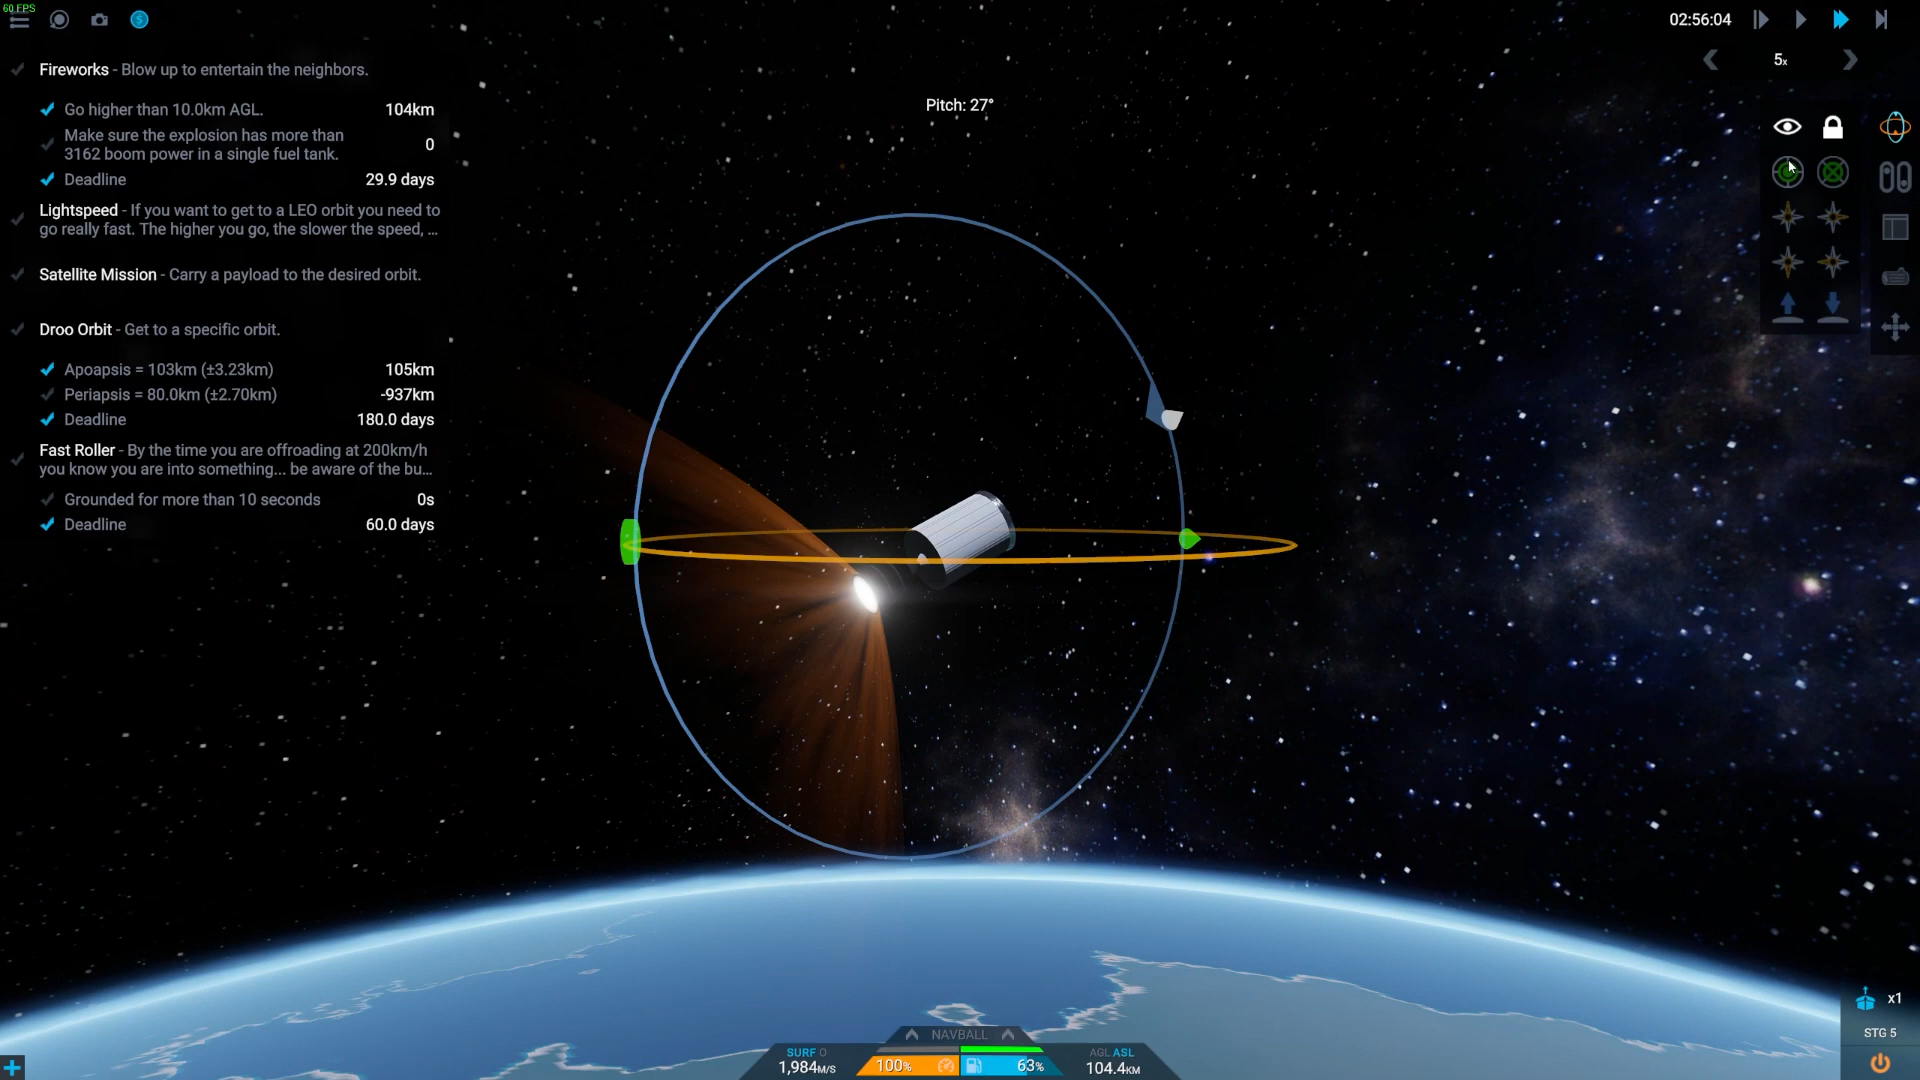 60 FPS
02:56:04
5x
Pitch: 27°
Fireworks - Blow up to entertain the neighbors.
Go higher than 10.0km AGL. 104km
Make sure the explosion has more than
3162 boom power in a single fuel tank. 0
Deadline 29.9 days
Lightspeed - If you want to get to a LEO orbit you need to
go really fast. The higher you go, the slower the speed, ...
Satellite Mission - Carry a payload to the desired orbit.
Droo Orbit - Get to a specific orbit.
Apoapsis = 103km (±3.23km) 105km
Periapsis = 80.0km (±2.70km) -937km
Deadline 180.0 days
Fast Roller - By the time you are offroading at 200km/h
you know you are into something... be aware of the bu...
Grounded for more than 10 seconds 0s
Deadline 60.0 days
x1
STG 5
NAVBALL
SURF O
1,984M/S
100%
63%
AGL ASL
104.4KM